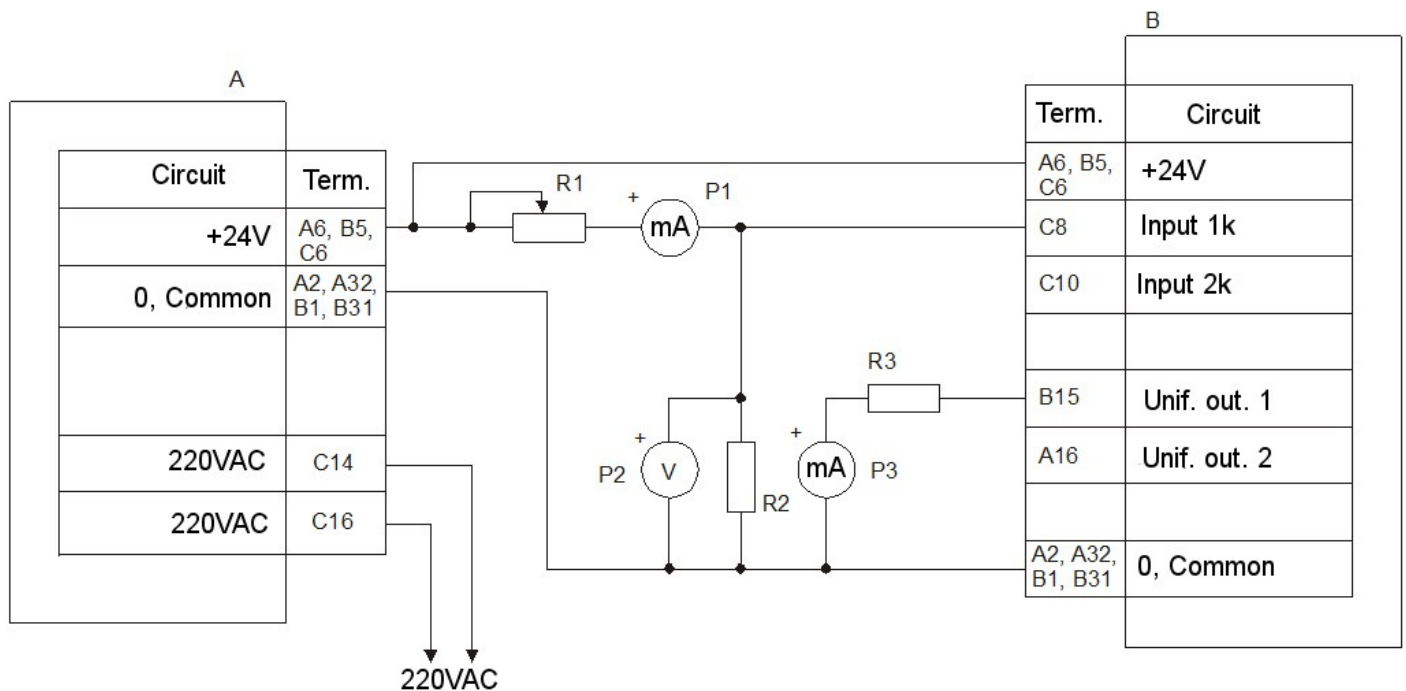 A
Circuit Term.
+24V A6, B5,
C6
0, Common A2, A32,
B1, B31
220VAC C14
220VAC C16
220VAC
R1
+ P1
mA
R3
+
P2 V
R2
+
mA P3
B
Term. Circuit
A6, B5,
C6 +24V
C8 Input 1k
C10 Input 2k
B15 Unif. out. 1
A16 Unif. out. 2
A2, A32,
B1, B31 0, Common